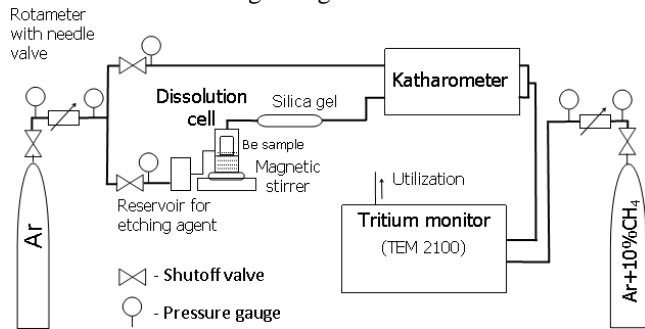 Rotameter
with needle
valve
Katharometer
Dissolution
cell
Silica gel
Be sample
Magnetic
stirrer
Reservoir for
etching agent
Utilization
Tritium monitor
(TEM 2100)
Ar
Ar+10%CH₄
- Shutoff valve
- Pressure gauge